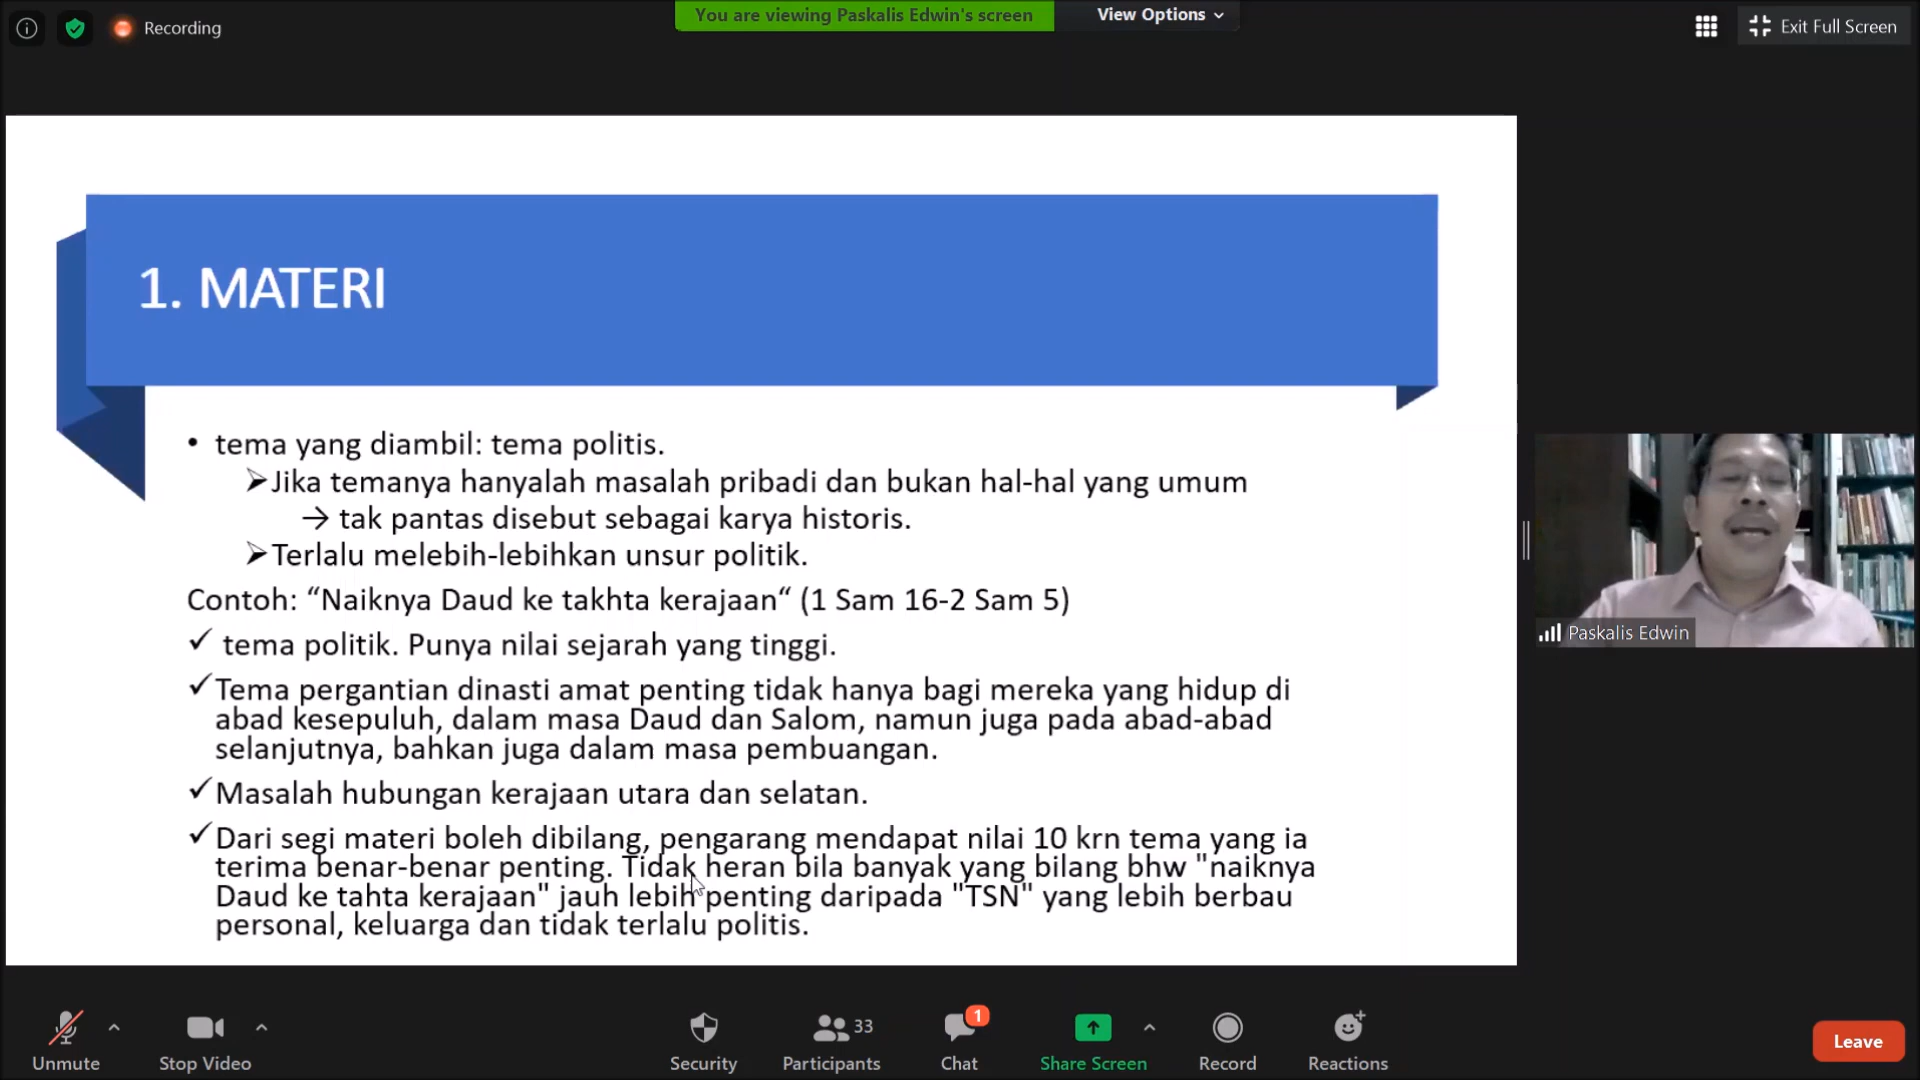 Recording
You are viewing Paskalis Edwin's screen
View Options
Exit Full Screen
1. MATERI
• tema yang diambil: tema politis.
➢Jika temanya hanyalah masalah pribadi dan bukan hal-hal yang umum
→ tak pantas disebut sebagai karya historis.
➢Terlalu melebih-lebihkan unsur politik.
Contoh: “Naiknya Daud ke takhta kerajaan“ (1 Sam 16-2 Sam 5)
✓ tema politik. Punya nilai sejarah yang tinggi.
✓Tema pergantian dinasti amat penting tidak hanya bagi mereka yang hidup di
abad kesepuluh, dalam masa Daud dan Salom, namun juga pada abad-abad
selanjutnya, bahkan juga dalam masa pembuangan.
✓Masalah hubungan kerajaan utara dan selatan.
✓Dari segi materi boleh dibilang, pengarang mendapat nilai 10 krn tema yang ia
terima benar-benar penting. Tidak heran bila banyak yang bilang bhw "naiknya
Daud ke tahta kerajaan" jauh lebih penting daripada "TSN" yang lebih berbau
personal, keluarga dan tidak terlalu politis.
Paskalis Edwin
Unmute
Stop Video
Security
33
Participants
1
Chat
Share Screen
Record
Reactions
Leave